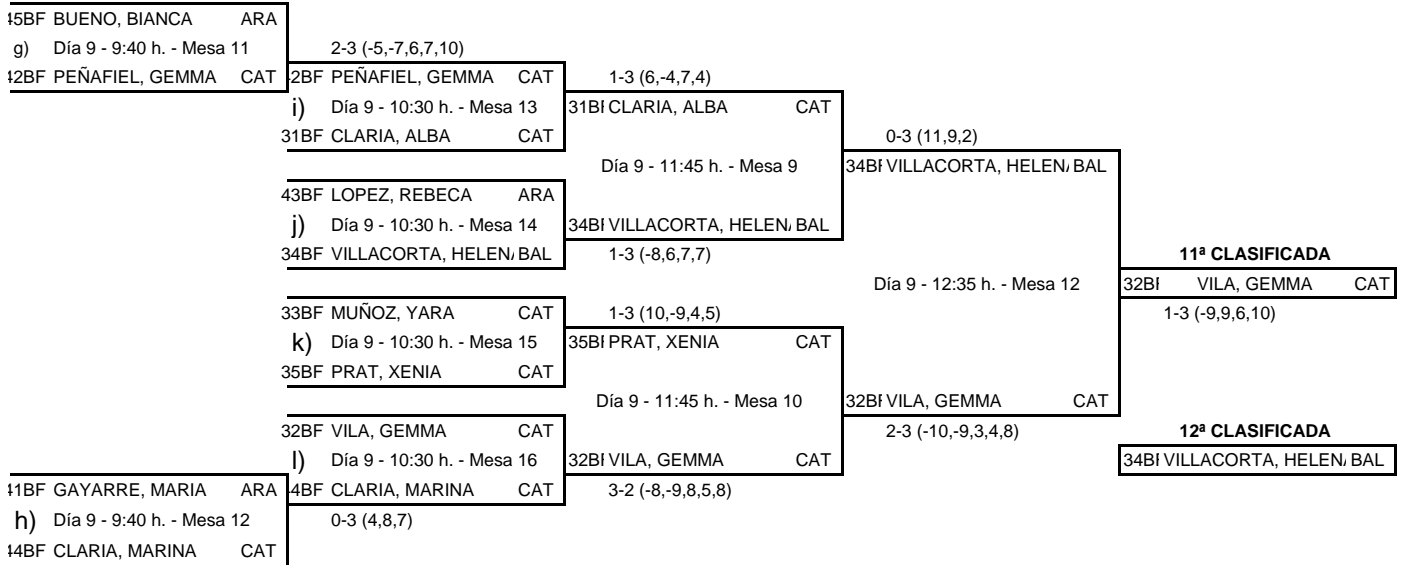 45BF BUENO, BIANCA ARA
g) Día 9 - 9:40 h. - Mesa 11
2-3 (-5,-7,6,7,10)
42BF PEÑAFIEL, GEMMA CAT
2BF PEÑAFIEL, GEMMA CAT
1-3 (6,-4,7,4)
i) Día 9 - 10:30 h. - Mesa 13
31BF CLARIA, ALBA CAT
31BF CLARIA, ALBA CAT
0-3 (11,9,2)
Día 9 - 11:45 h. - Mesa 9
34BF VILLACORTA, HELENA BAL
43BF LOPEZ, REBECA ARA
j) Día 9 - 10:30 h. - Mesa 14
34BF VILLACORTA, HELENA BAL
34BF VILLACORTA, HELENA BAL
1-3 (-8,6,7,7)
11ª CLASIFICADA
Día 9 - 12:35 h. - Mesa 12
32BF VILA, GEMMA CAT
33BF MUÑOZ, YARA CAT
1-3 (10,-9,4,5)
1-3 (-9,9,6,10)
k) Día 9 - 10:30 h. - Mesa 15
35BF PRAT, XENIA CAT
35BF PRAT, XENIA CAT
Día 9 - 11:45 h. - Mesa 10
32BF VILA, GEMMA CAT
32BF VILA, GEMMA CAT
2-3 (-10,-9,3,4,8)
12ª CLASIFICADA
l) Día 9 - 10:30 h. - Mesa 16
32BF VILA, GEMMA CAT
34BF VILLACORTA, HELENA BAL
41BF GAYARRE, MARIA ARA
44BF CLARIA, MARINA CAT
3-2 (-8,-9,8,5,8)
h) Día 9 - 9:40 h. - Mesa 12
0-3 (4,8,7)
44BF CLARIA, MARINA CAT